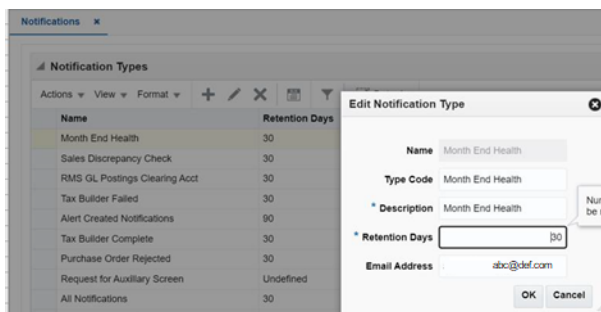 Notifications ×
Notification Types
Actions View Format
Name Retention Days
Month End Health 30
Sales Discrepancy Check 30
RMS GL Postings Clearing Acct 30
Tax Builder Failed 30
Alert Created Notifications 90
Tax Builder Complete 30
Purchase Order Rejected 30
Request for Auxiliary Screen Undefined
All Notifications 30
Edit Notification Type
Name Month End Health
Type Code Month End Health
* Description Month End Health
* Retention Days 30
Email Address abc@def.com
be
OK Cancel